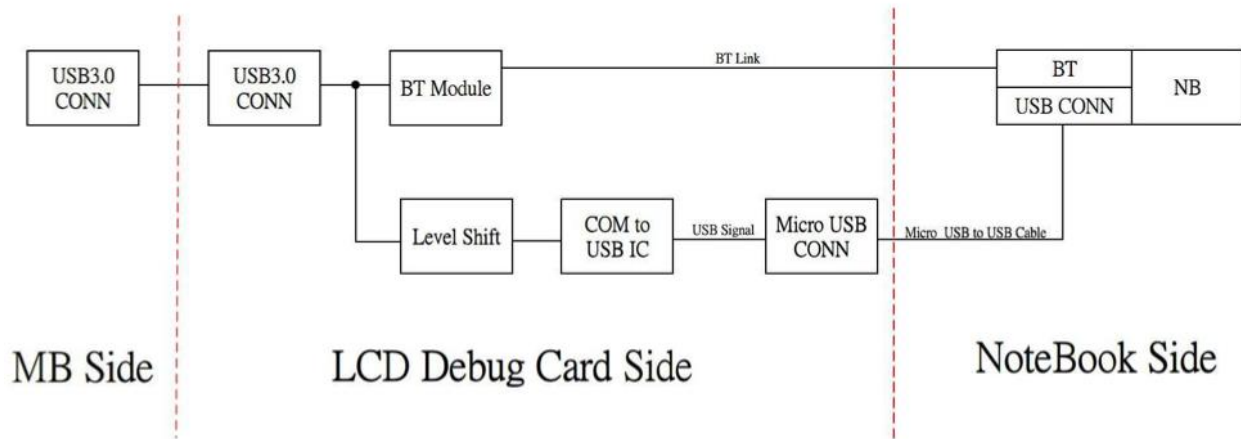 USB3.0
CONN
USB3.0
CONN
BT Module
BT Link
BT
USB CONN
NB
Level Shift
COM to
USB IC
USB Signal
Micro USB
CONN
Micro USB to USB Cable
MB Side
LCD Debug Card Side
NoteBook Side